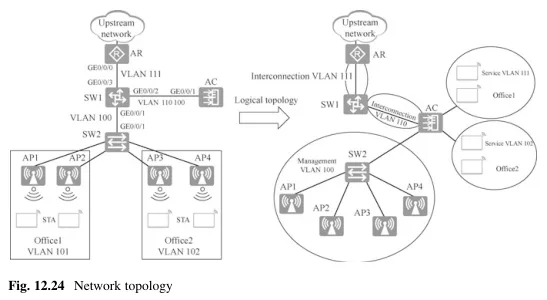 Upstream
network
AR
GE0/0/0
VLAN 111
GE0/0/3
GE0/0/2
GE0/0/1
AC
SW1
VLAN 110 100
VLAN 100
GE0/0/1
GE0/0/1
SW2
AP1
AP2
AP3
AP4
STA
STA
Office1
VLAN 101
Office2
VLAN 102
Logical topology
Upstream
network
AR
Interconnection VLAN 111
SW1
Interconnection
VLAN 110
AC
Service VLAN 111
Office1
Service VLAN 102
Office2
Management
VLAN 100
SW2
AP1
AP2
AP3
AP4
Fig. 12.24 Network topology